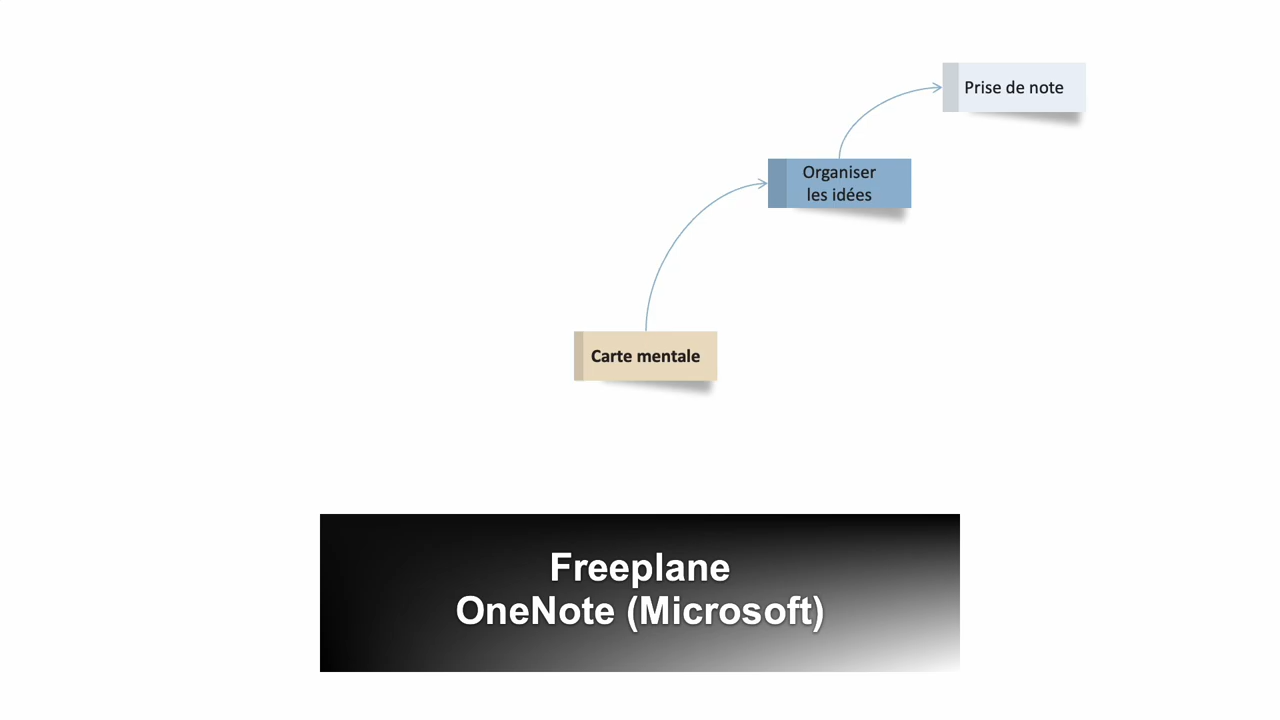 Prise de note
Organiser
les idées
Carte mentale
Freeplane
OneNote (Microsoft)